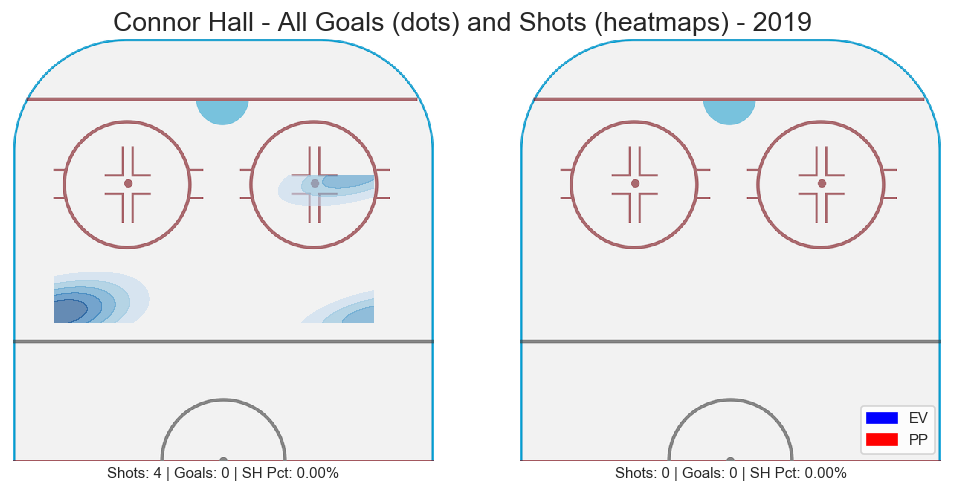 Connor Hall - All Goals (dots) and Shots (heatmaps) - 2019
EV
PP
Shots: 4 | Goals: 0 | SH Pct: 0.00%
Shots: 0 | Goals: 0 | SH Pct: 0.00%